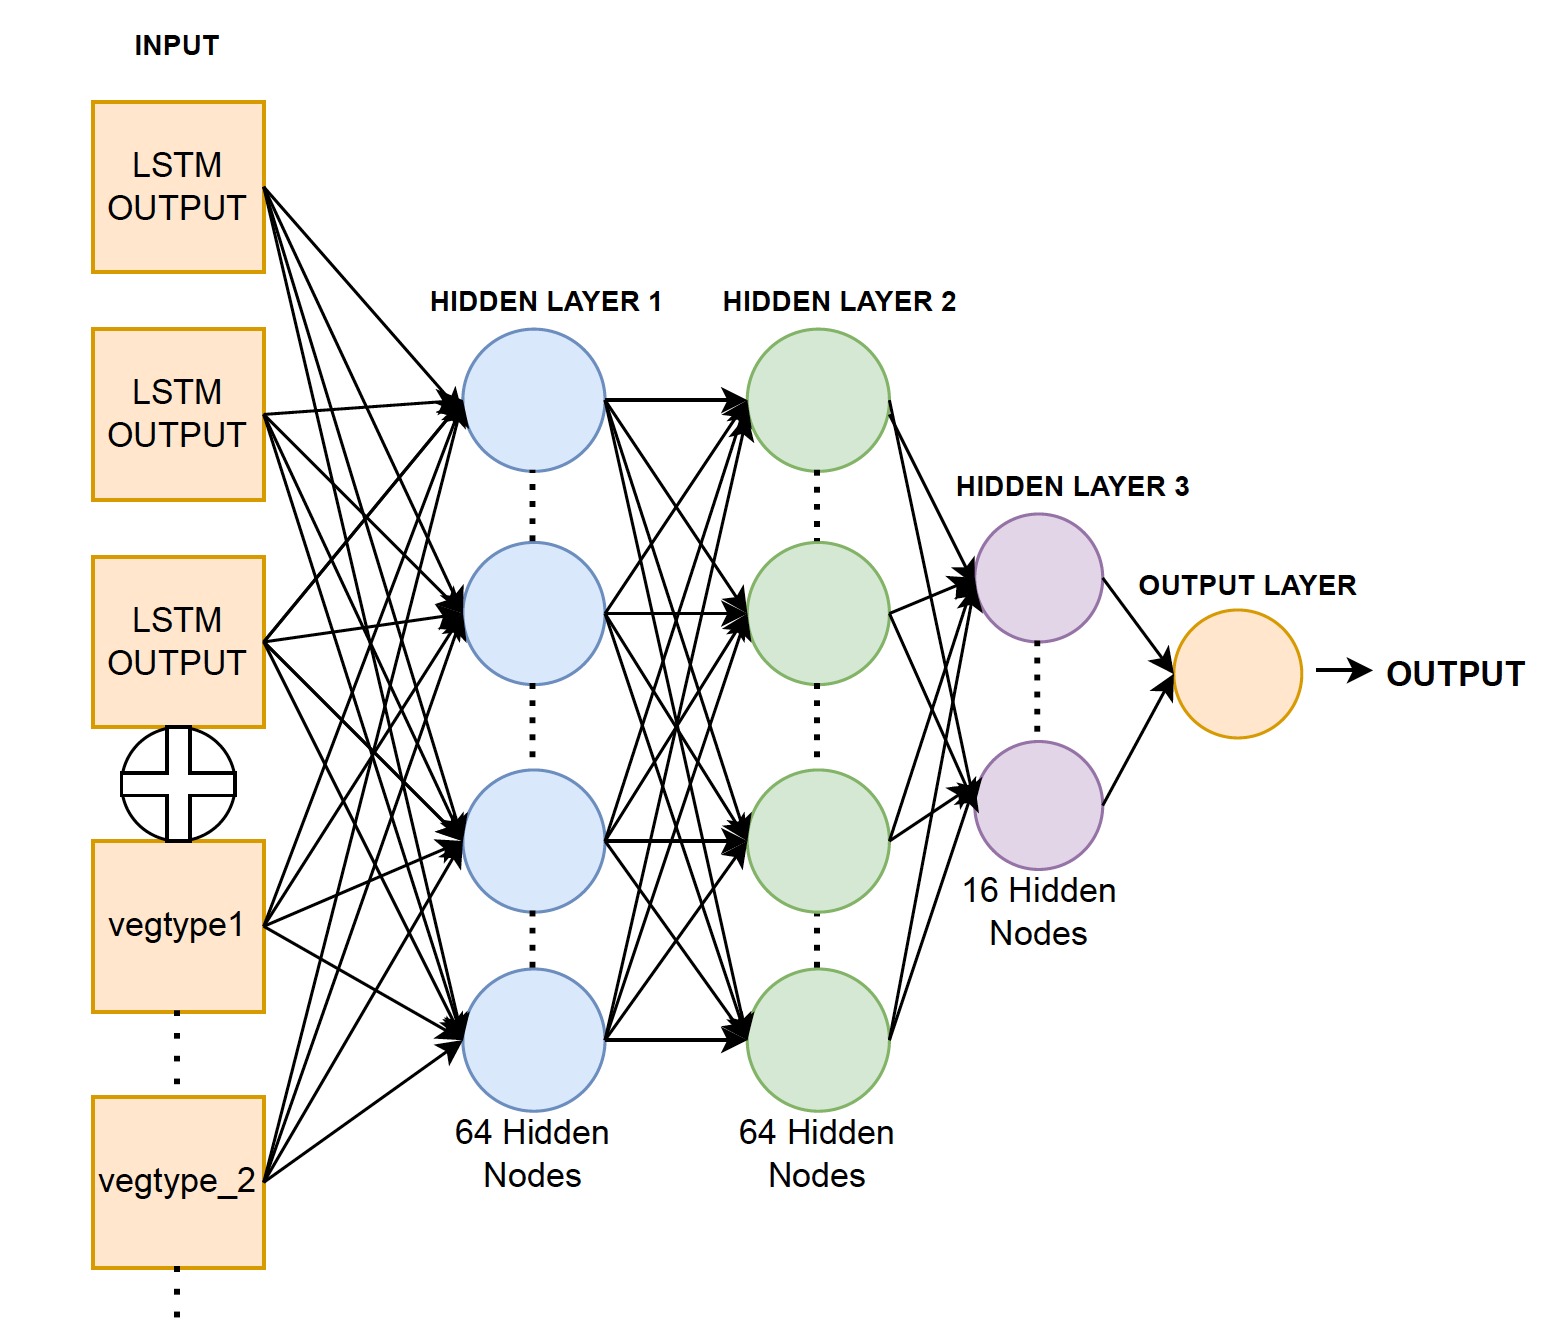 INPUT
LSTM
OUTPUT
LSTM
OUTPUT
LSTM
OUTPUT
vegtype1
vegtype_2
HIDDEN LAYER 1
64 Hidden
Nodes
HIDDEN LAYER 2
64 Hidden
Nodes
HIDDEN LAYER 3
16 Hidden
Nodes
OUTPUT LAYER
OUTPUT